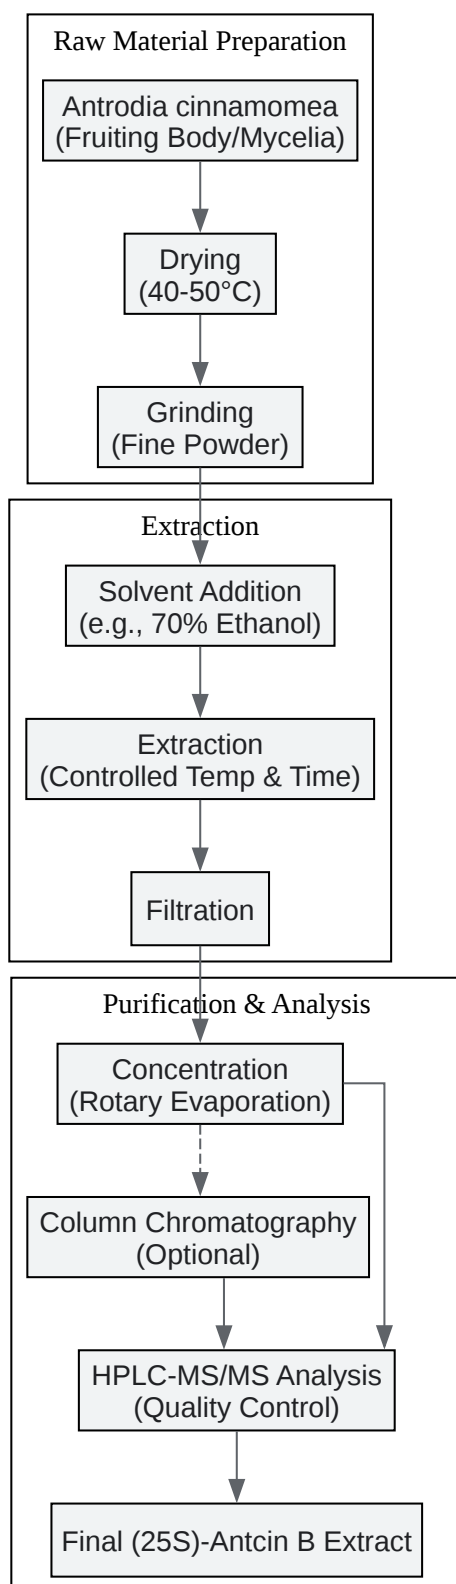 Raw Material Preparation
Antrodia cinnamomea
(Fruiting Body/Mycelia)
Drying
(40-50°C)
Grinding
(Fine Powder)
Extraction
Solvent Addition
(e.g., 70% Ethanol)
Extraction
(Controlled Temp & Time)
Filtration
Purification & Analysis
Concentration
(Rotary Evaporation)
Column Chromatography
(Optional)
HPLC-MS/MS Analysis
(Quality Control)
Final (25S)-Antcin B Extract